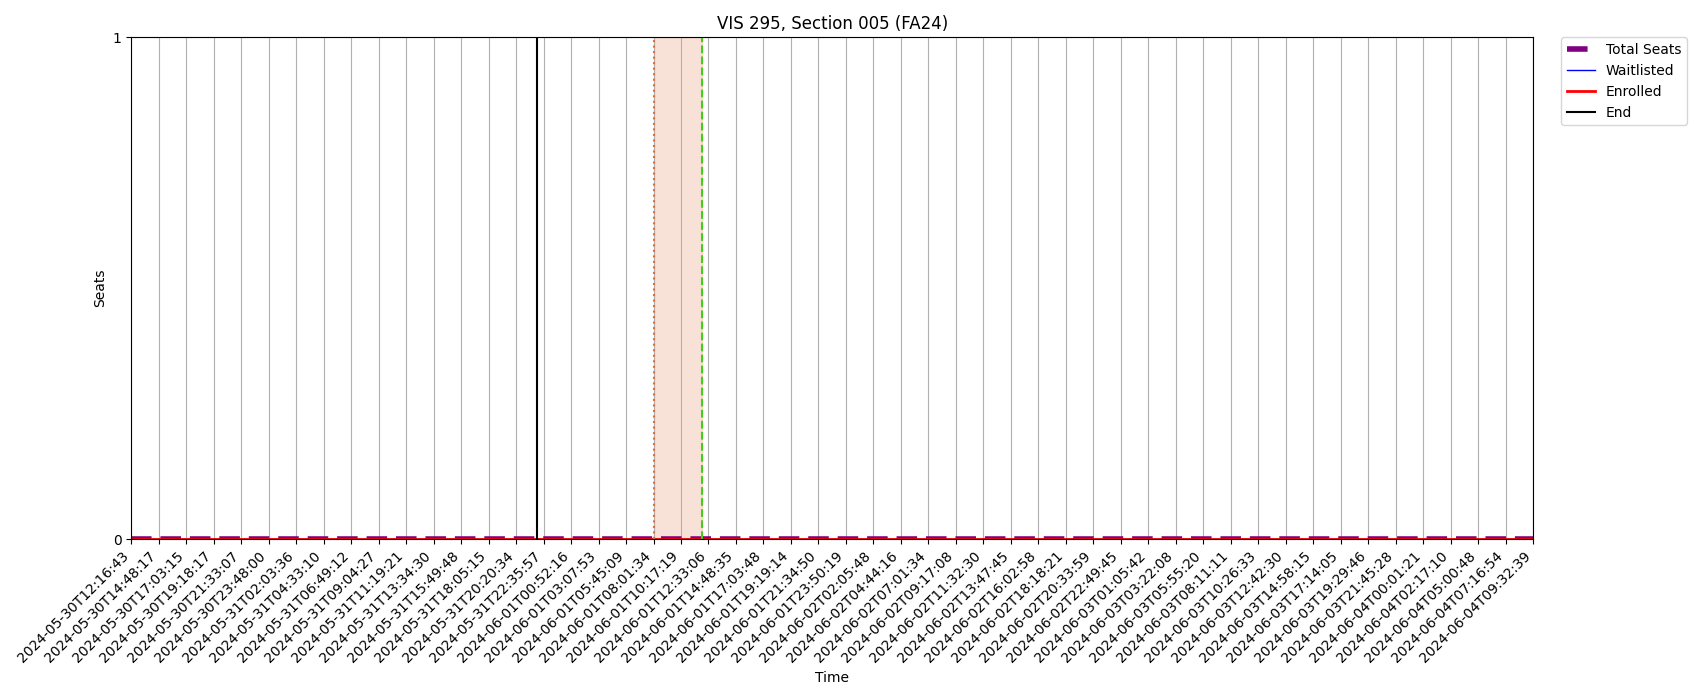 VIS 295, Section 005 (FA24)
Total Seats
Waitlisted
Enrolled
End
1
0
Seats
2024-05-30T12:16:43
2024-05-30T14:48:17
2024-05-30T17:03:15
2024-05-30T19:18:17
2024-05-30T21:33:07
2024-05-30T23:48:00
2024-05-31T02:03:36
2024-05-31T04:33:10
2024-05-31T06:49:12
2024-05-31T09:04:27
2024-05-31T11:19:21
2024-05-31T13:34:30
2024-05-31T15:49:48
2024-05-31T18:05:15
2024-05-31T20:20:34
2024-05-31T22:35:57
2024-06-01T00:52:16
2024-06-01T03:07:53
2024-06-01T05:45:09
2024-06-01T08:01:34
2024-06-01T10:17:19
2024-06-01T12:33:06
2024-06-01T14:48:35
2024-06-01T17:03:48
2024-06-01T19:19:14
2024-06-01T21:34:50
2024-06-01T23:50:19
2024-06-02T02:05:48
2024-06-02T04:44:16
2024-06-02T07:01:34
2024-06-02T09:17:08
2024-06-02T11:32:30
2024-06-02T13:47:45
2024-06-02T16:02:58
2024-06-02T18:18:21
2024-06-02T20:33:59
2024-06-02T22:49:45
2024-06-03T01:05:42
2024-06-03T03:22:08
2024-06-03T05:55:20
2024-06-03T08:11:11
2024-06-03T10:26:33
2024-06-03T12:42:30
2024-06-03T14:58:15
2024-06-03T17:14:05
2024-06-03T19:29:46
2024-06-03T21:45:28
2024-06-04T00:01:21
2024-06-04T02:17:10
2024-06-04T05:00:48
2024-06-04T07:16:54
2024-06-04T09:32:39
Time